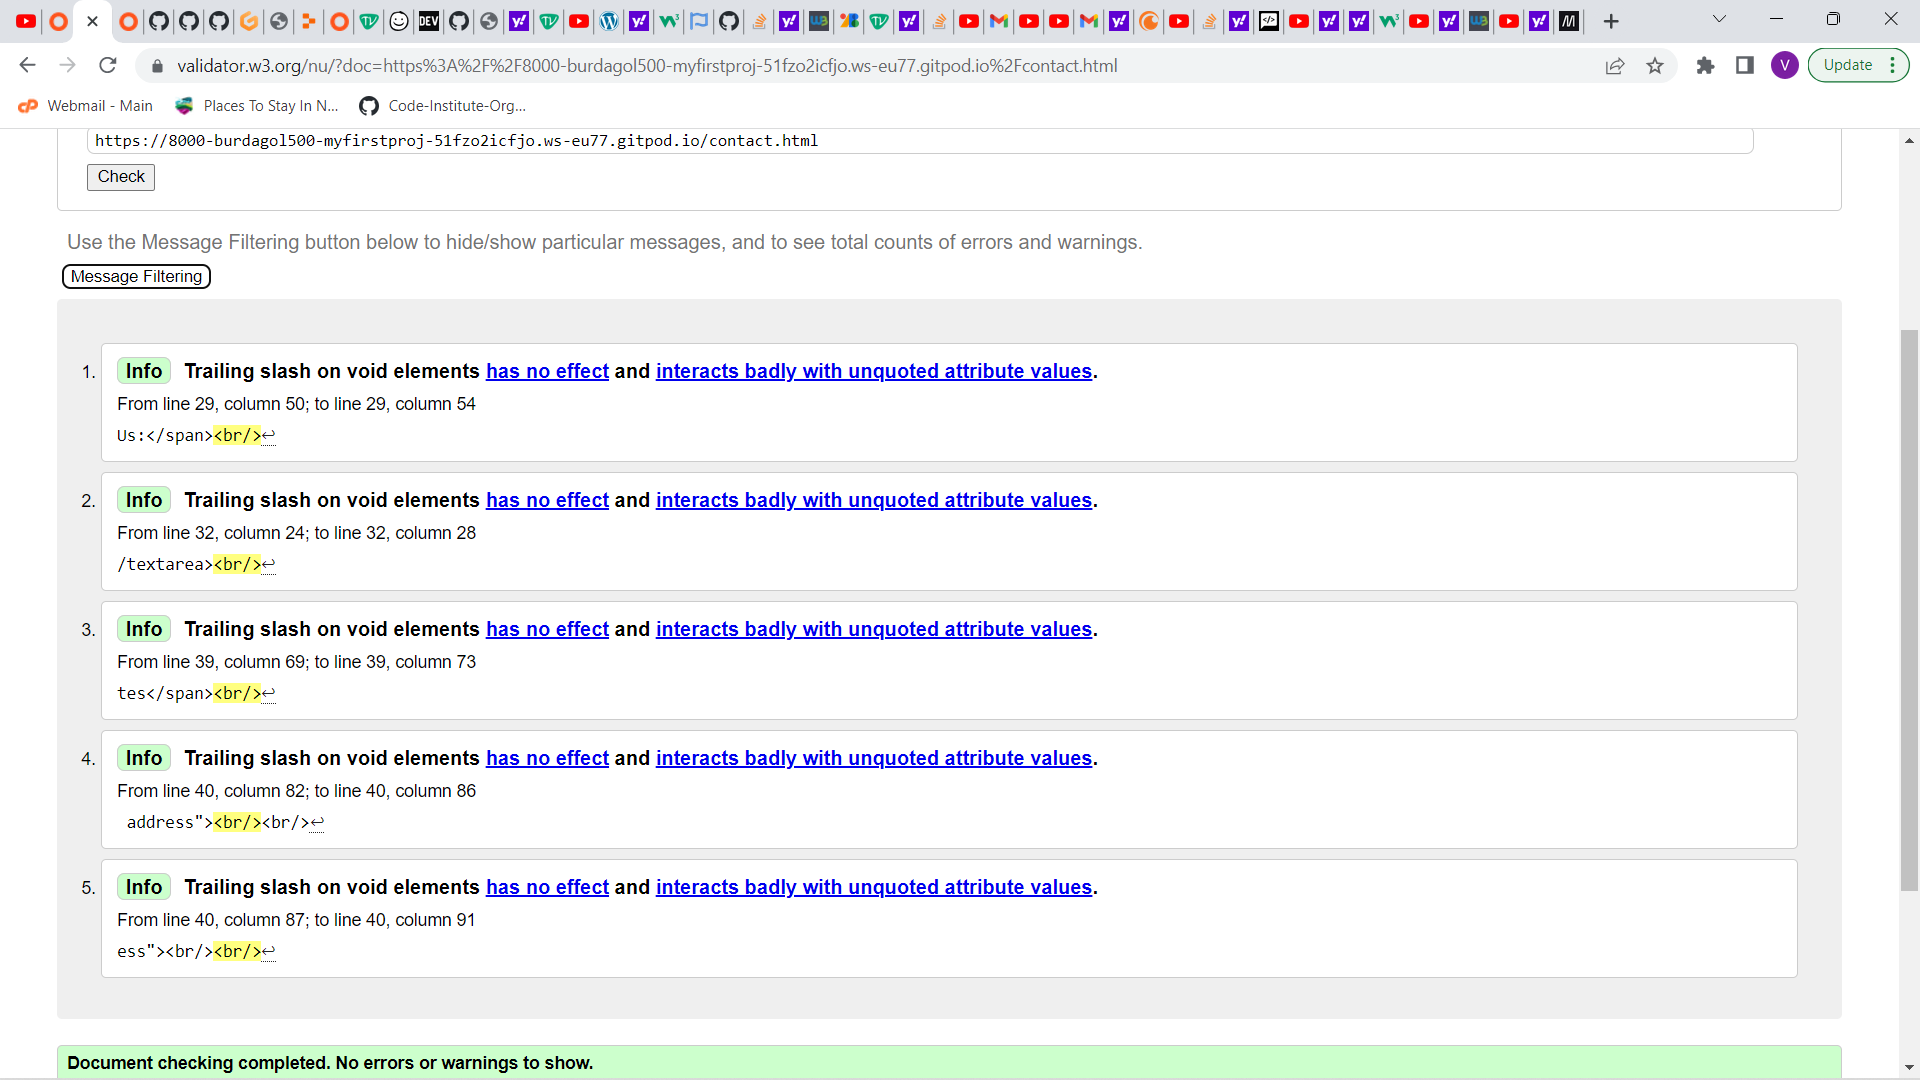 validator.w3.org/nu/?doc=https%3A%2F%2F8000-burdagol500-myfirstproj-51fzo2icfjo.ws-eu77.gitpod.io%2Fcontact.html
V
Update
Webmail - Main
Places To Stay In N...
Code-Institute-Org...
https://8000-burdagol500-myfirstproj-51fzo2icfjo.ws-eu77.gitpod.io/contact.html
Check
Use the Message Filtering button below to hide/show particular messages, and to see total counts of errors and warnings.
Message Filtering
1. Info Trailing slash on void elements has no effect and interacts badly with unquoted attribute values.
From line 29, column 50; to line 29, column 54
Us:</span><br/>↩
2. Info Trailing slash on void elements has no effect and interacts badly with unquoted attribute values.
From line 32, column 24; to line 32, column 28
/textarea><br/>↩
3. Info Trailing slash on void elements has no effect and interacts badly with unquoted attribute values.
From line 39, column 69; to line 39, column 73
tes</span><br/>↩
4. Info Trailing slash on void elements has no effect and interacts badly with unquoted attribute values.
From line 40, column 82; to line 40, column 86
address"><br/><br/>↩
5. Info Trailing slash on void elements has no effect and interacts badly with unquoted attribute values.
From line 40, column 87; to line 40, column 91
ess"><br/><br/>↩
Document checking completed. No errors or warnings to show.